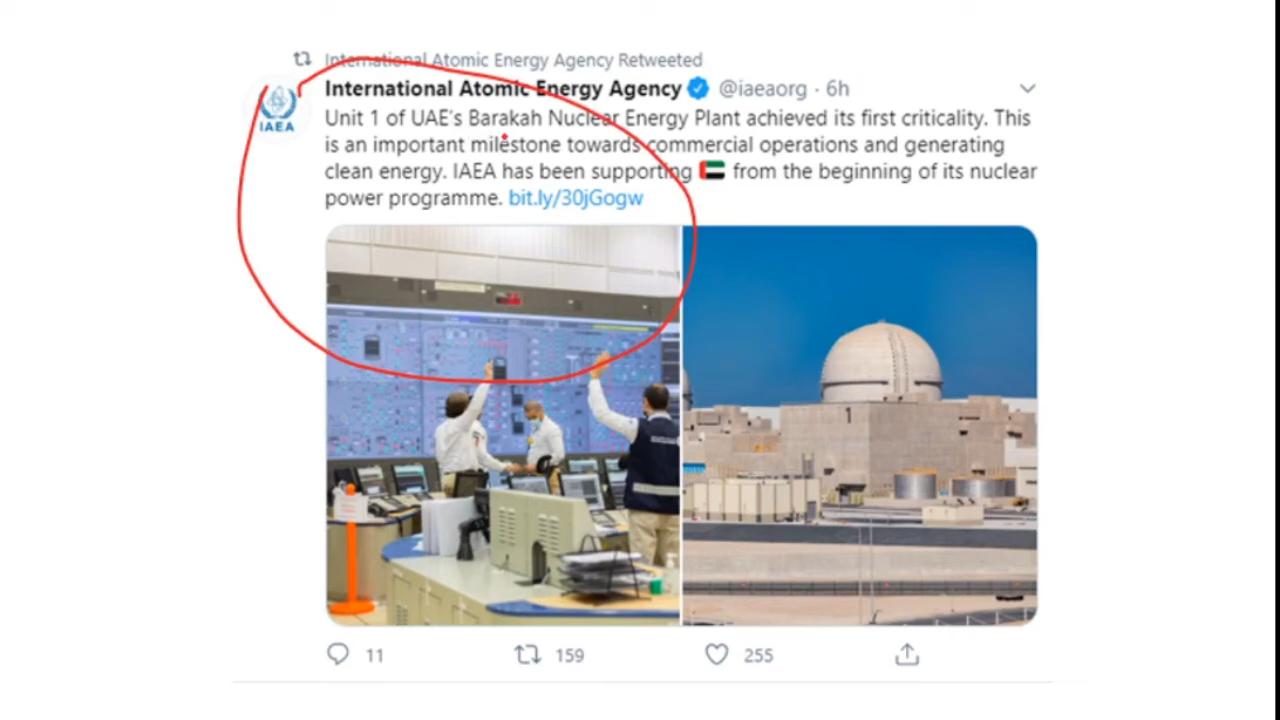 International Atomic Energy Agency Retweeted
International Atomic Energy Agency @iaeaorg · 6h
IAEA
Unit 1 of UAE's Barakah Nuclear Energy Plant achieved its first criticality. This
is an important milestone towards commercial operations and generating
clean energy. IAEA has been supporting 🇦🇪 from the beginning of its nuclear
power programme. bit.ly/30jGogw
1
11 159 255